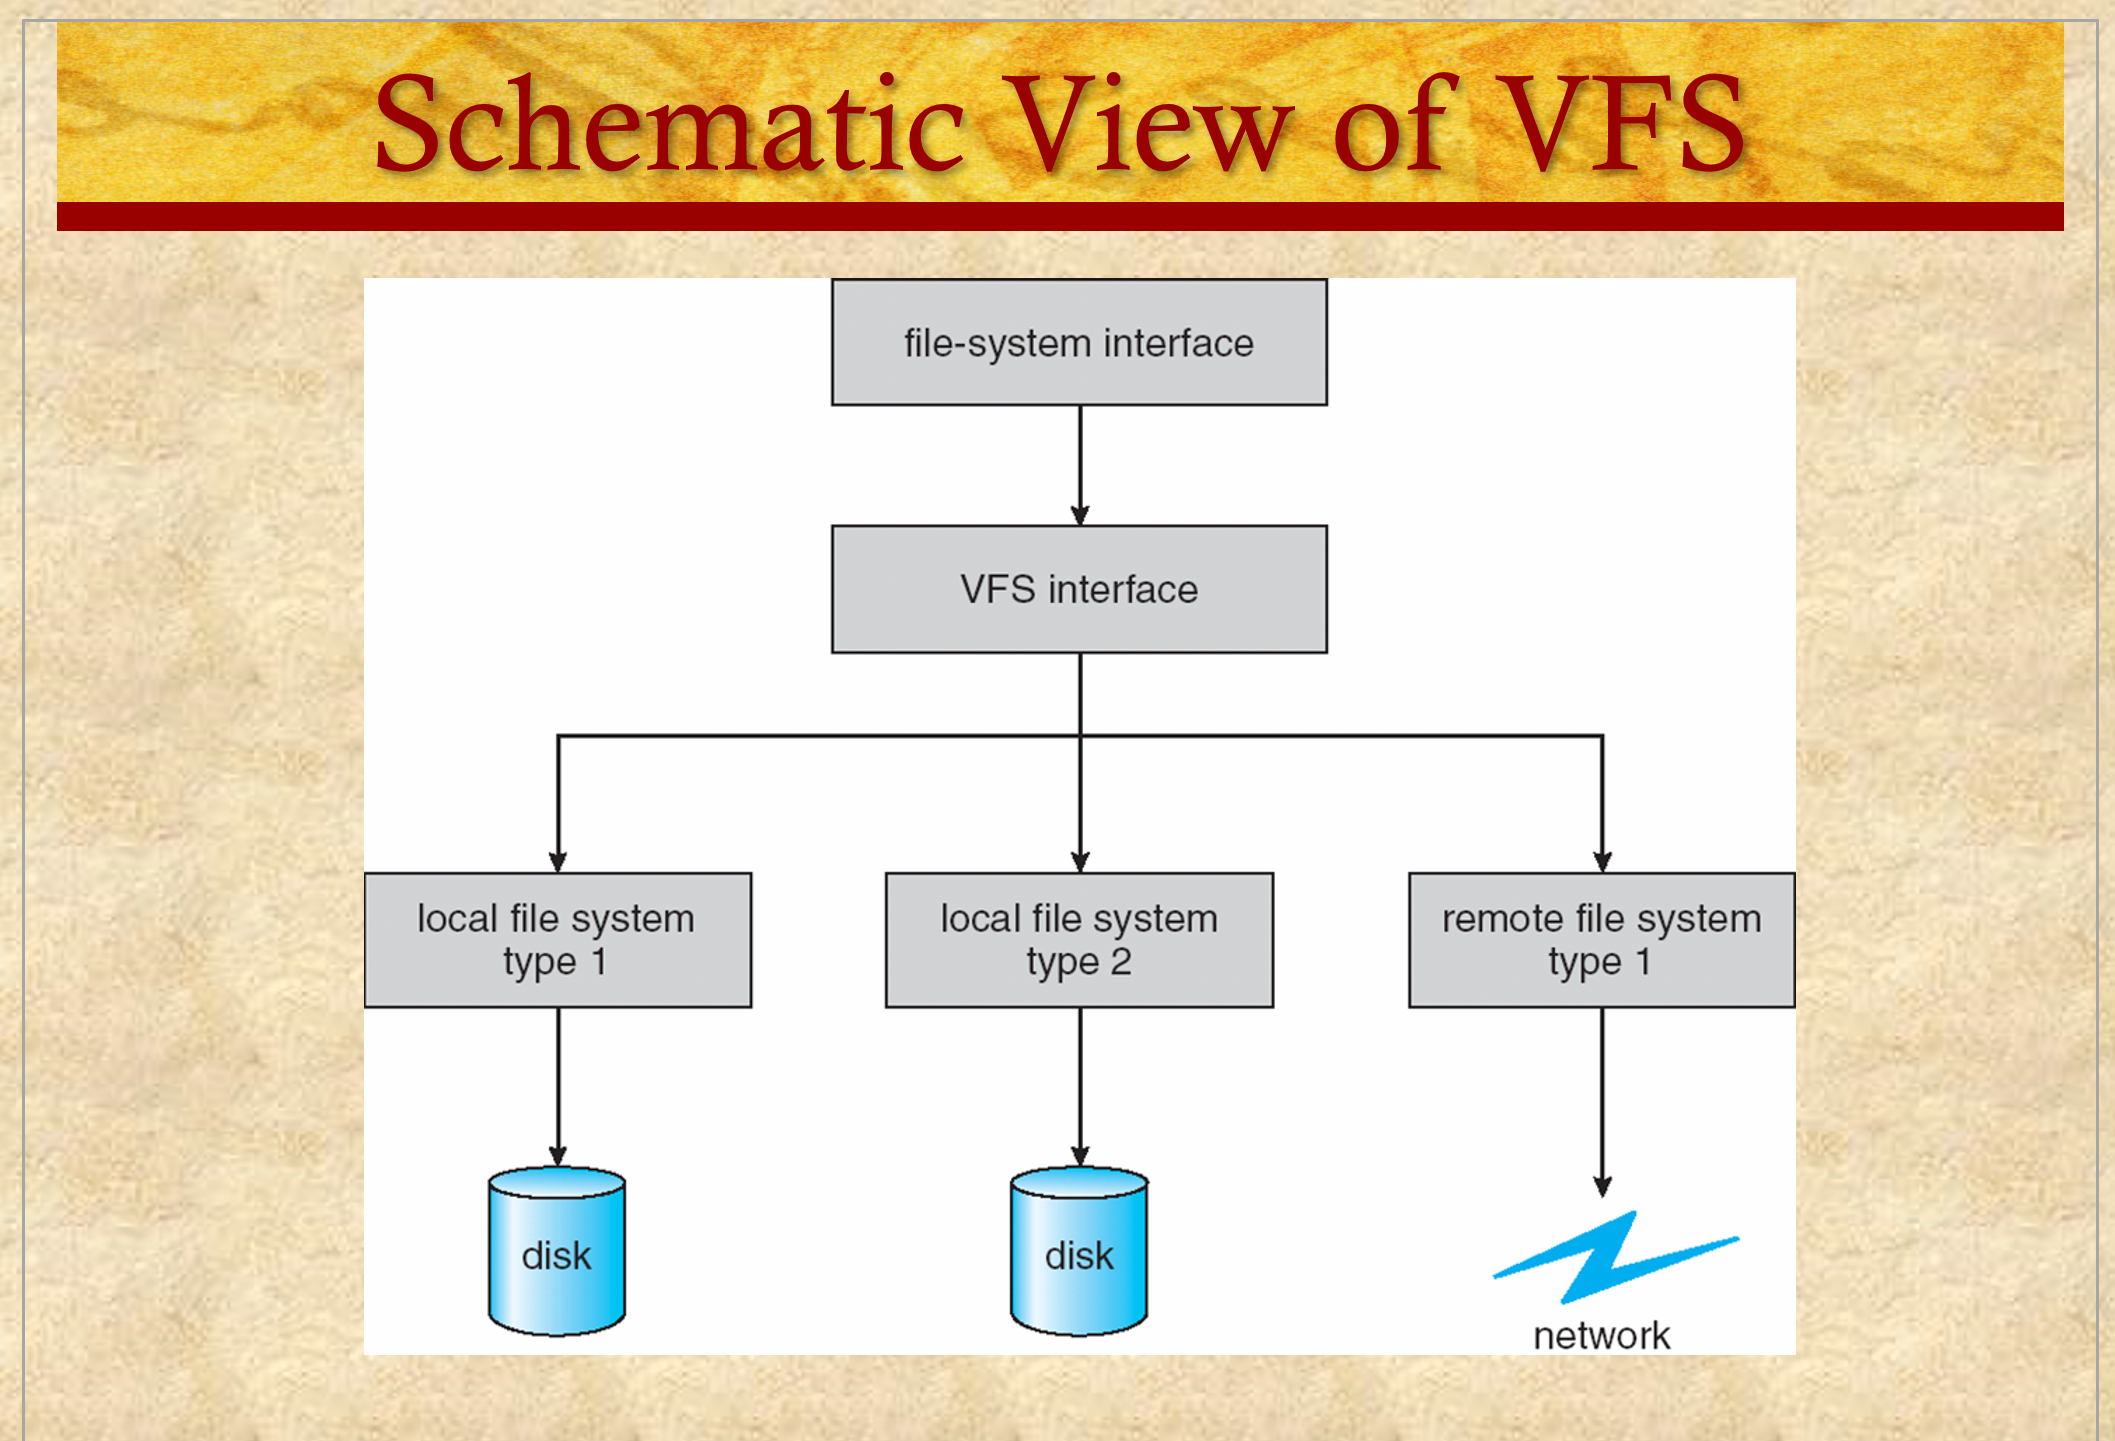 Schematic View of VFS
file-system interface
VFS interface
local file system
type 1
local file system
type 2
remote file system
type 1
disk
disk
network